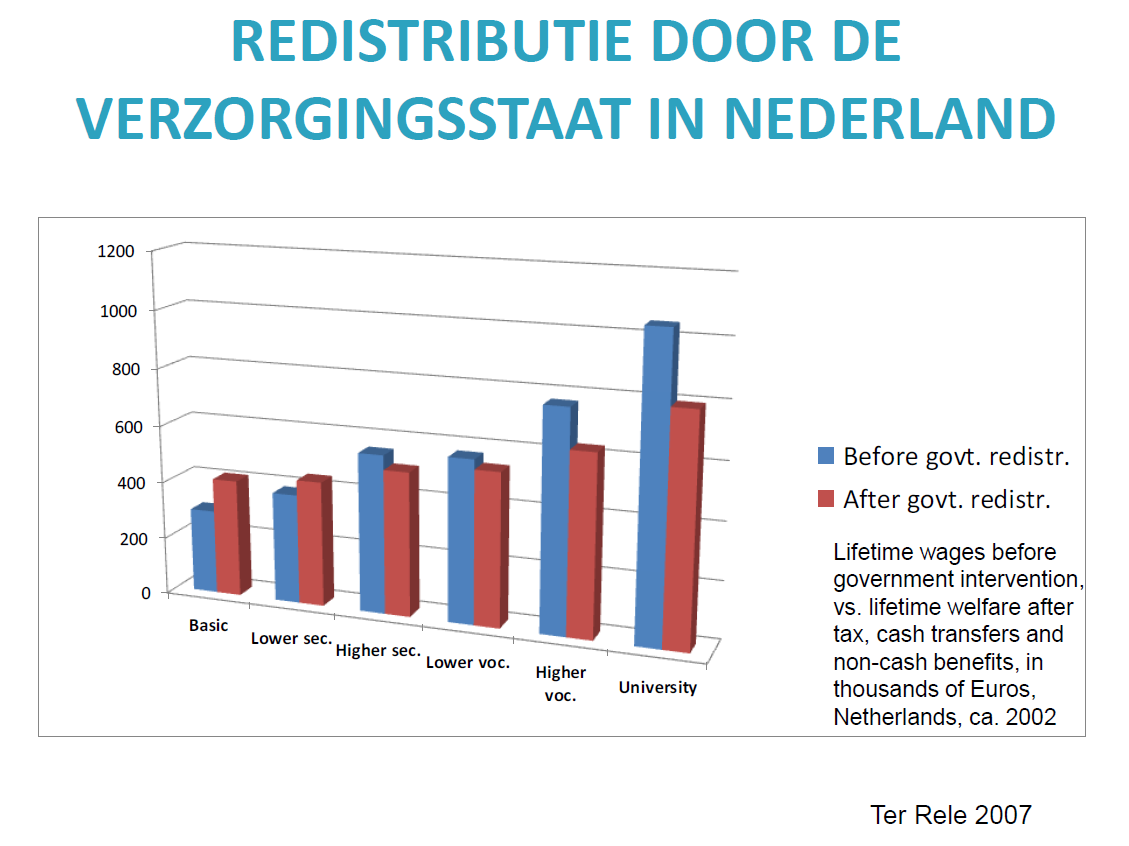 REDISTRIBUTIE DOOR DE
VERZORGINGSSTAAT IN NEDERLAND
1200
1000
800
600
400
200
0
Basic
Lower sec.
Higher sec.
Lower voc.
Higher
voc.
University
Before govt. redistr.
After govt. redistr.
Lifetime wages before
government intervention,
vs. lifetime welfare after
tax, cash transfers and
non-cash benefits, in
thousands of Euros,
Netherlands, ca. 2002
Ter Rele 2007